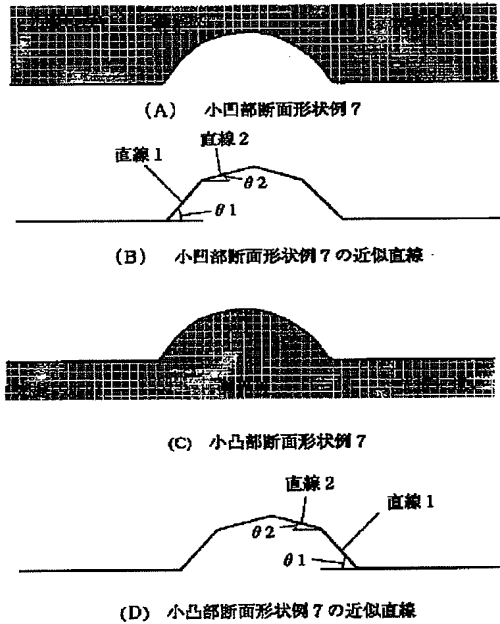 (A) 小凹部断面形状例7
直線2
直線1
θ2
θ1
(B) 小凹部断面形状例7の近似直線
(C) 小凸部断面形状例7
直線2
直線1
θ2
θ1
(D) 小凸部断面形状例7の近似直線